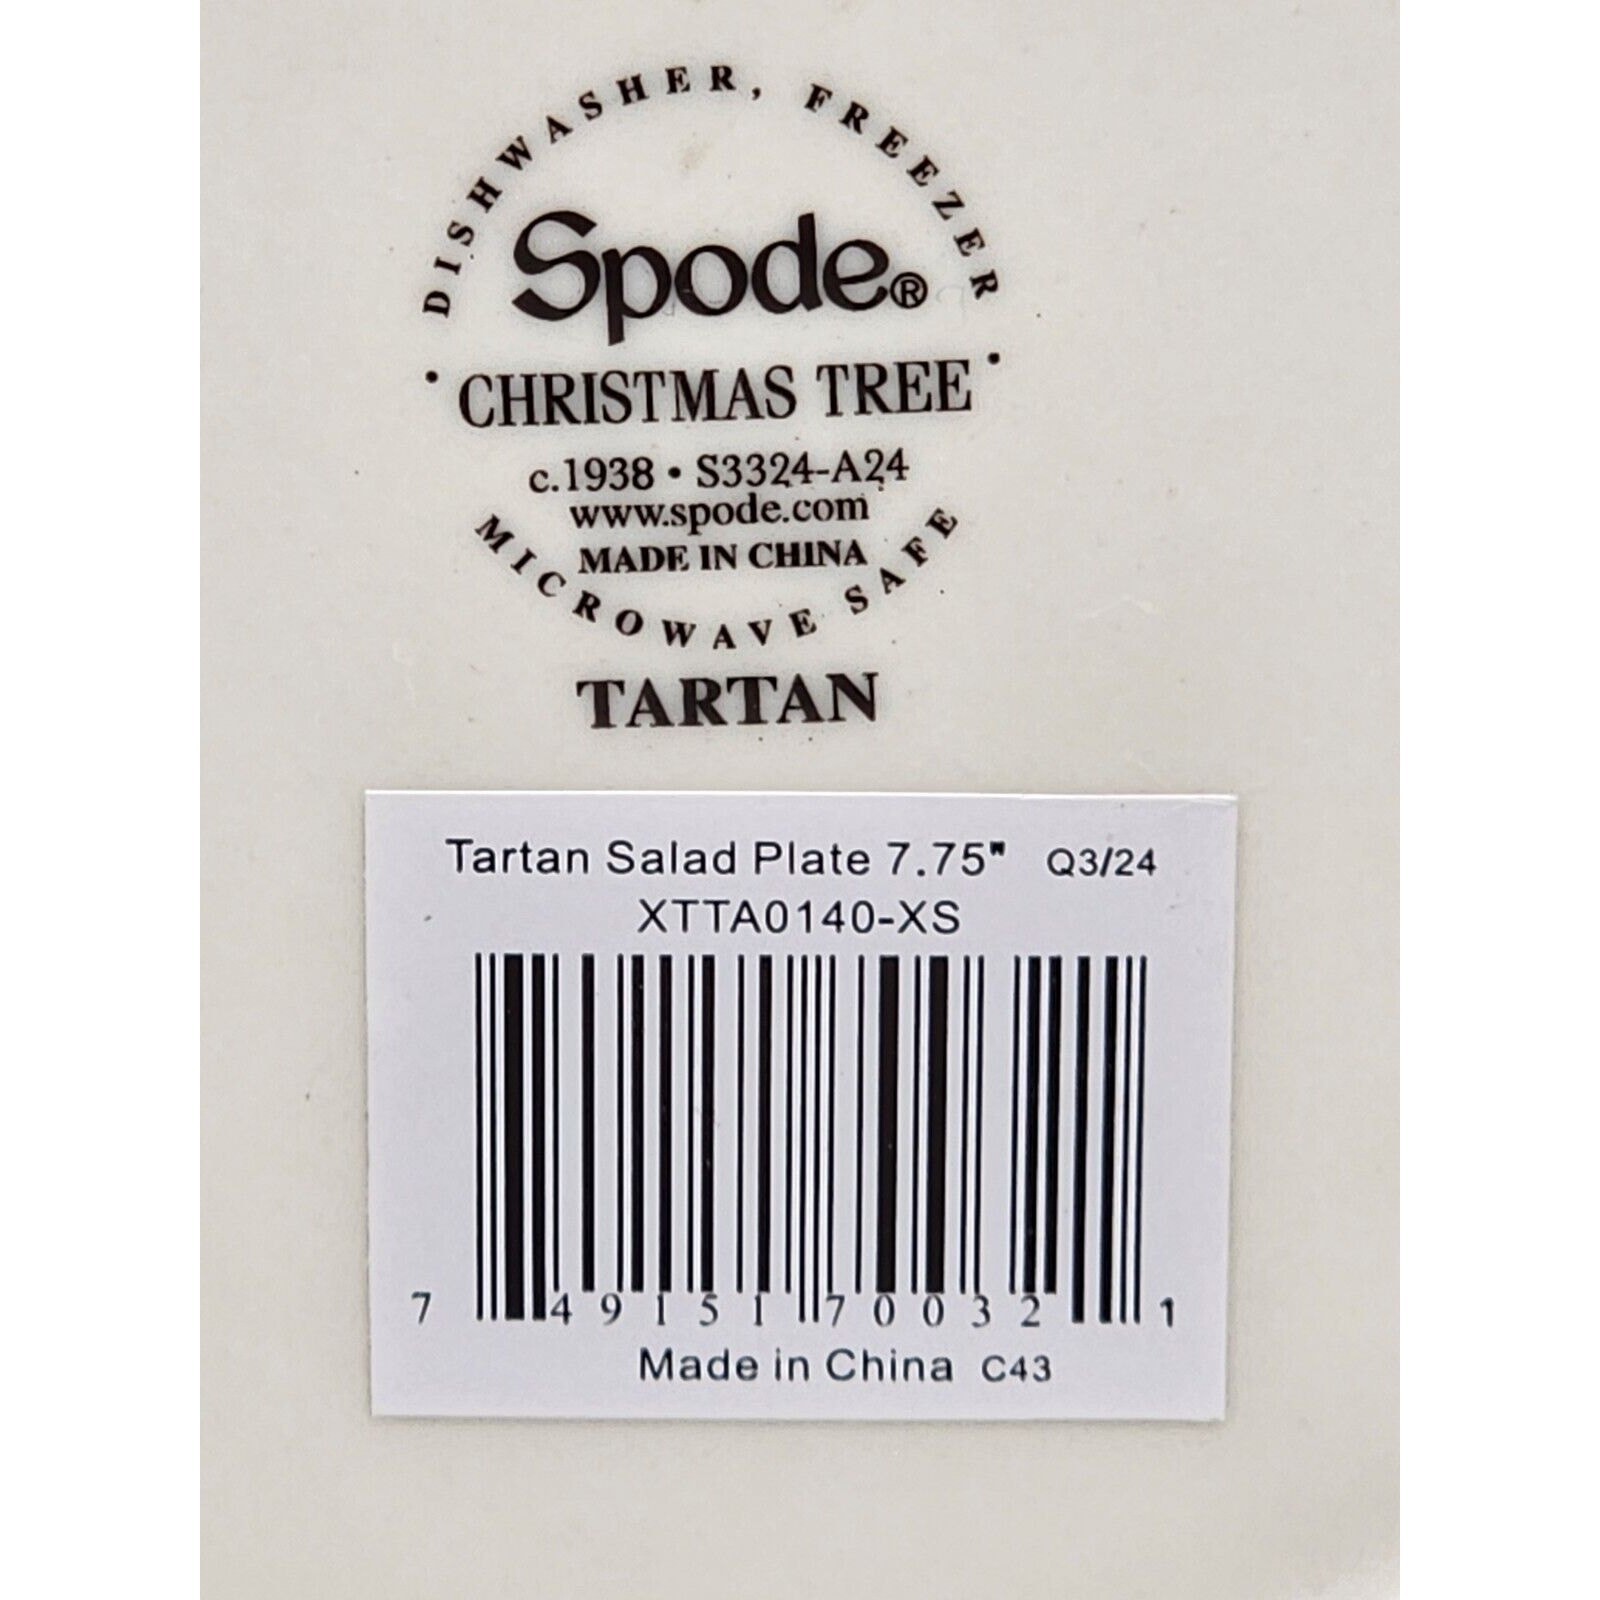 DISHWASHER, FREEZER
Spode®
• CHRISTMAS TREE •
c.1938 • S3324-A24
www.spode.com
MADE IN CHINA
MICROWAVE SAFE
TARTAN
Tartan Salad Plate 7.75" Q3/24
XTTA0140-XS
7 49151 70032 1
Made in China C43